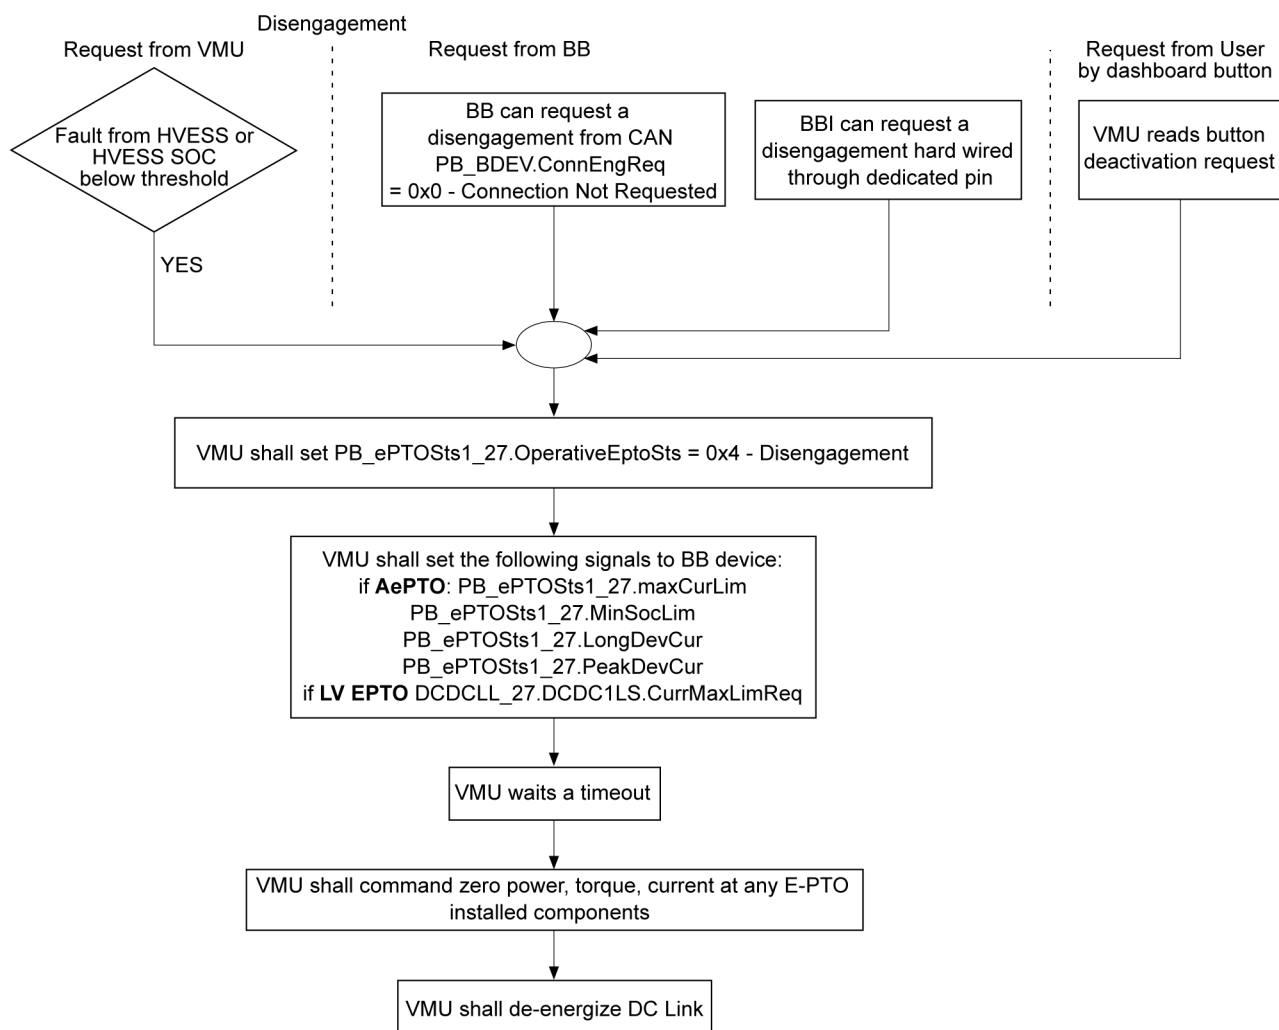 Disengagement
Request from VMU
Request from BB
Request from User
by dashboard button
Fault from HVESS or
HVESS SOC
below threshold
BB can request a
disengagement from CAN
PB_BDEV.ConnEngReq
= 0x0 - Connection Not Requested
BBI can request a
disengagement hard wired
through dedicated pin
VMU reads button
deactivation request
YES
VMU shall set PB_ePTOSts1_27.OperativeEptoSts = 0x4 - Disengagement
VMU shall set the following signals to BB device:
if AePTO: PB_ePTOSts1_27.maxCurLim
PB_ePTOSts1_27.MinSocLim
PB_ePTOSts1_27.LongDevCur
PB_ePTOSts1_27.PeakDevCur
if LV EPTO DCDCLL_27.DCDC1LS.CurrMaxLimReq
VMU waits a timeout
VMU shall command zero power, torque, current at any E-PTO
installed components
VMU shall de-energize DC Link